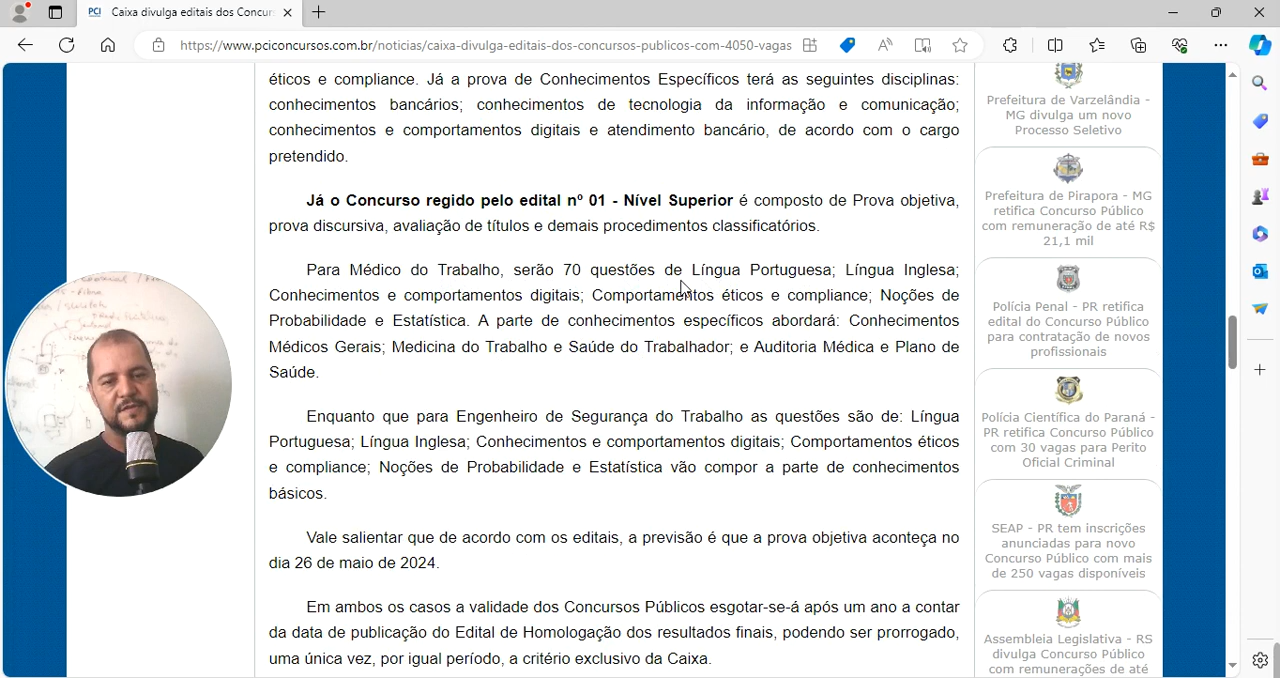 PCI Caixa divulga editais dos Concur
https://www.pciconcursos.com.br/noticias/caixa-divulga-editais-dos-concursos-publicos-com-4050-vagas
éticos e compliance. Já a prova de Conhecimentos Específicos terá as seguintes disciplinas:
conhecimentos bancários; conhecimentos de tecnologia da informação e comunicação;
conhecimentos e comportamentos digitais e atendimento bancário, de acordo com o cargo
pretendido.
Já o Concurso regido pelo edital nº 01 - Nível Superior é composto de Prova objetiva,
prova discursiva, avaliação de títulos e demais procedimentos classificatórios.
Para Médico do Trabalho, serão 70 questões de Língua Portuguesa; Língua Inglesa;
Conhecimentos e comportamentos digitais; Comportamentos éticos e compliance; Noções de
Probabilidade e Estatística. A parte de conhecimentos específicos abordará: Conhecimentos
Médicos Gerais; Medicina do Trabalho e Saúde do Trabalhador; e Auditoria Médica e Plano de
Saúde.
Enquanto que para Engenheiro de Segurança do Trabalho as questões são de: Língua
Portuguesa; Língua Inglesa; Conhecimentos e comportamentos digitais; Comportamentos éticos
e compliance; Noções de Probabilidade e Estatística vão compor a parte de conhecimentos
básicos.
Vale salientar que de acordo com os editais, a previsão é que a prova objetiva aconteça no
dia 26 de maio de 2024.
Em ambos os casos a validade dos Concursos Públicos esgotar-se-á após um ano a contar
da data de publicação do Edital de Homologação dos resultados finais, podendo ser prorrogado,
uma única vez, por igual período, a critério exclusivo da Caixa.
Prefeitura de Varzelândia -
MG divulga um novo
Processo Seletivo
Prefeitura de Pirapora - MG
retifica Concurso Público
com remuneração de até R$
21,1 mil
Polícia Penal - PR retifica
edital do Concurso Público
para contratação de novos
profissionais
Polícia Científica do Paraná -
PR retifica Concurso Público
com 30 vagas para Perito
Oficial Criminal
SEAP - PR tem inscrições
anunciadas para novo
Concurso Público com mais
de 250 vagas disponíveis
Assembleia Legislativa - RS
divulga Concurso Público
com remunerações de até